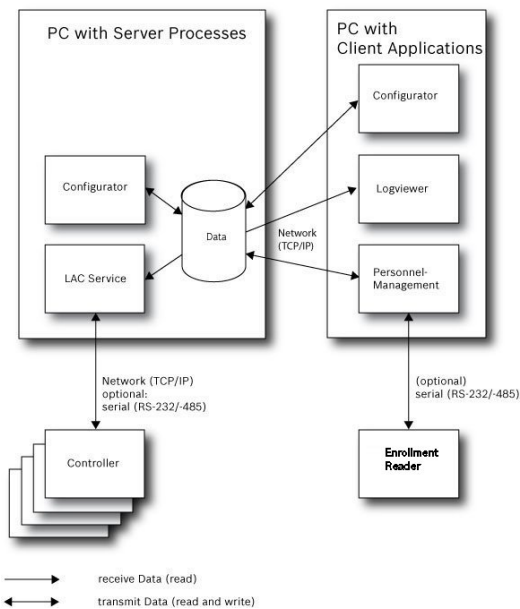 PC with Server Processes
PC with
Client Applications
Configurator
Configurator
Logviewer
Data
Network
(TCP/IP)
LAC Service
Personnel-
Management
Network (TCP/IP)
optional:
serial (RS-232/-485)
(optional)
serial (RS-232/-485)
Controller
Enrollment
Reader
receive Data (read)
transmit Data (read and write)